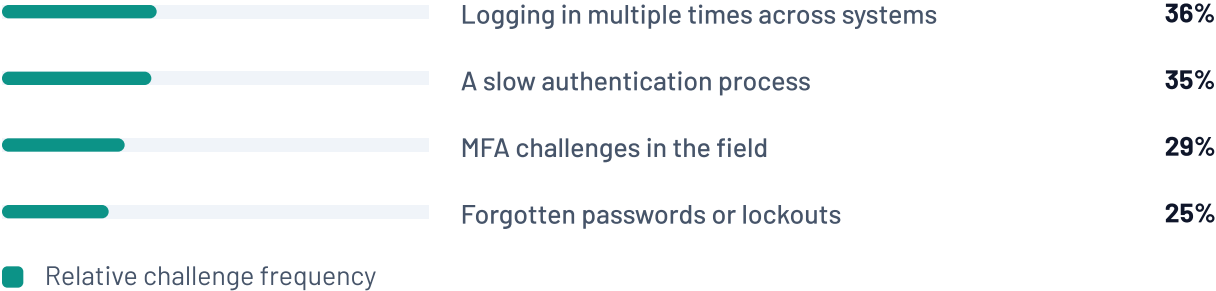 Logging in multiple times across systems 36%
A slow authentication process 35%
MFA challenges in the field 29%
Forgotten passwords or lockouts 25%
Relative challenge frequency